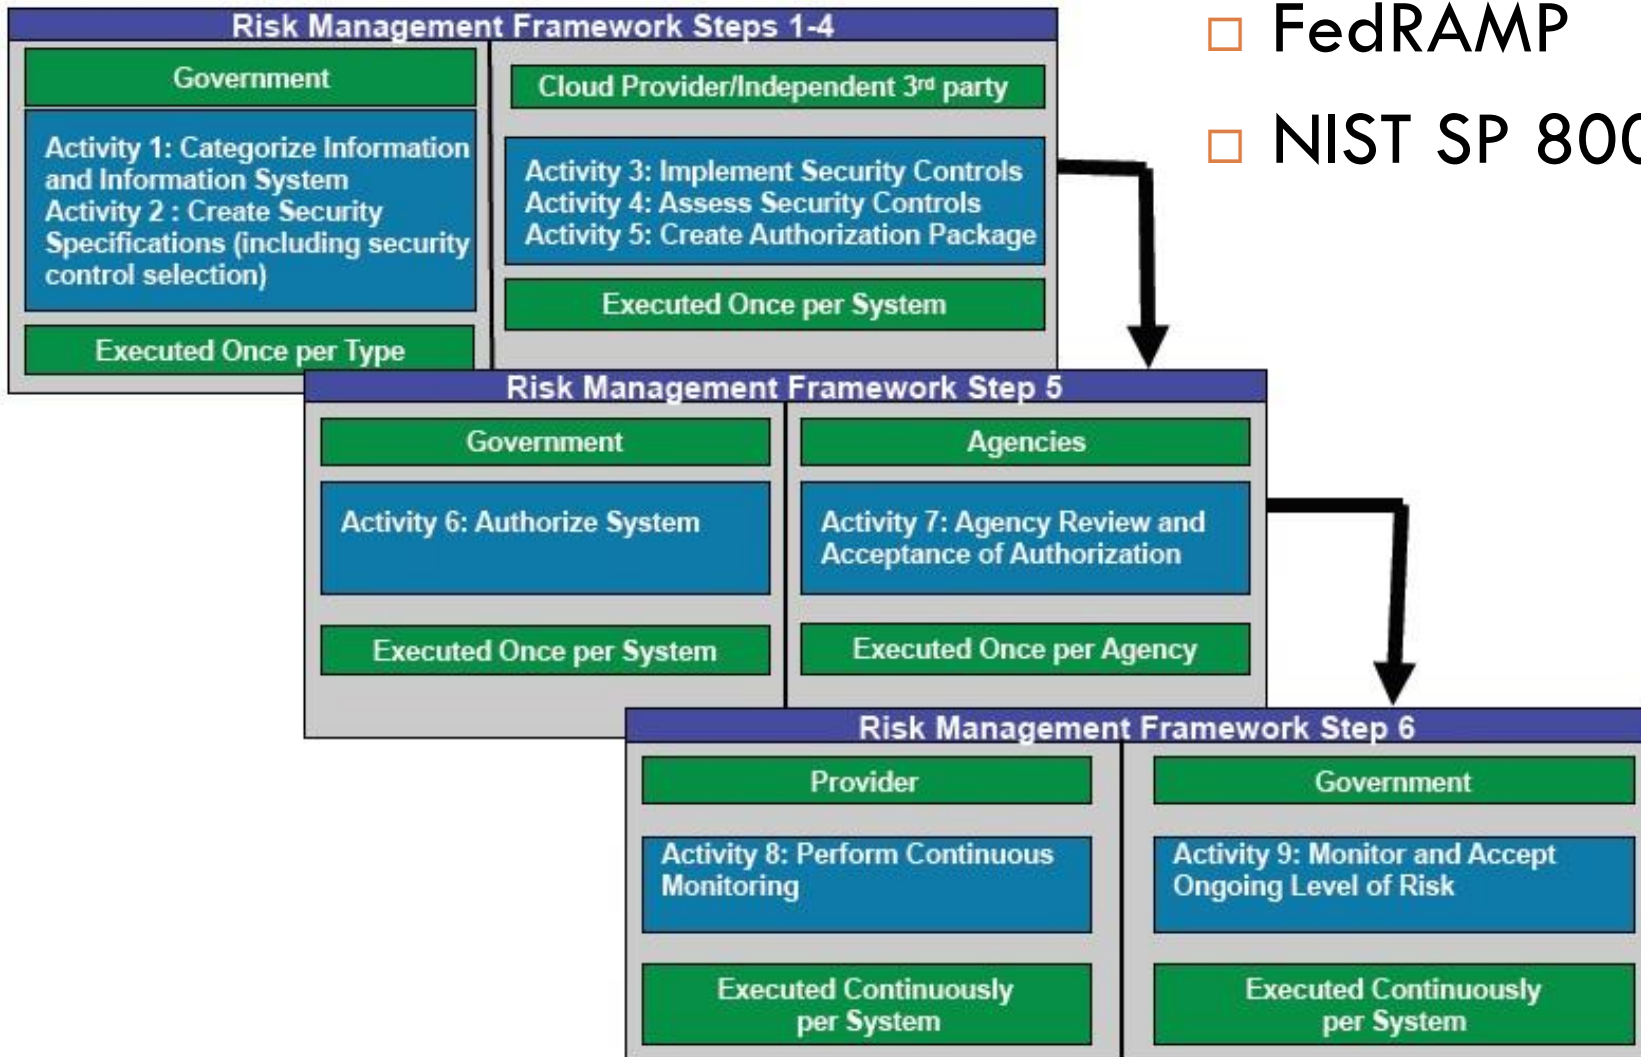 Risk Management Framework Steps 1-4
Government
Activity 1: Categorize Information
and Information System
Activity 2 : Create Security
Specifications (including security
control selection)
Executed Once per Type
Cloud Provider/Independent 3rd party
Activity 3: Implement Security Controls
Activity 4: Assess Security Controls
Activity 5: Create Authorization Package
Executed Once per System
FedRAMP
NIST SP 800
Risk Management Framework Step 5
Government
Activity 6: Authorize System
Executed Once per System
Agencies
Activity 7: Agency Review and
Acceptance of Authorization
Executed Once per Agency
Risk Management Framework Step 6
Provider
Activity 8: Perform Continuous
Monitoring
Executed Continuously
per System
Government
Activity 9: Monitor and Accept
Ongoing Level of Risk
Executed Continuously
per System